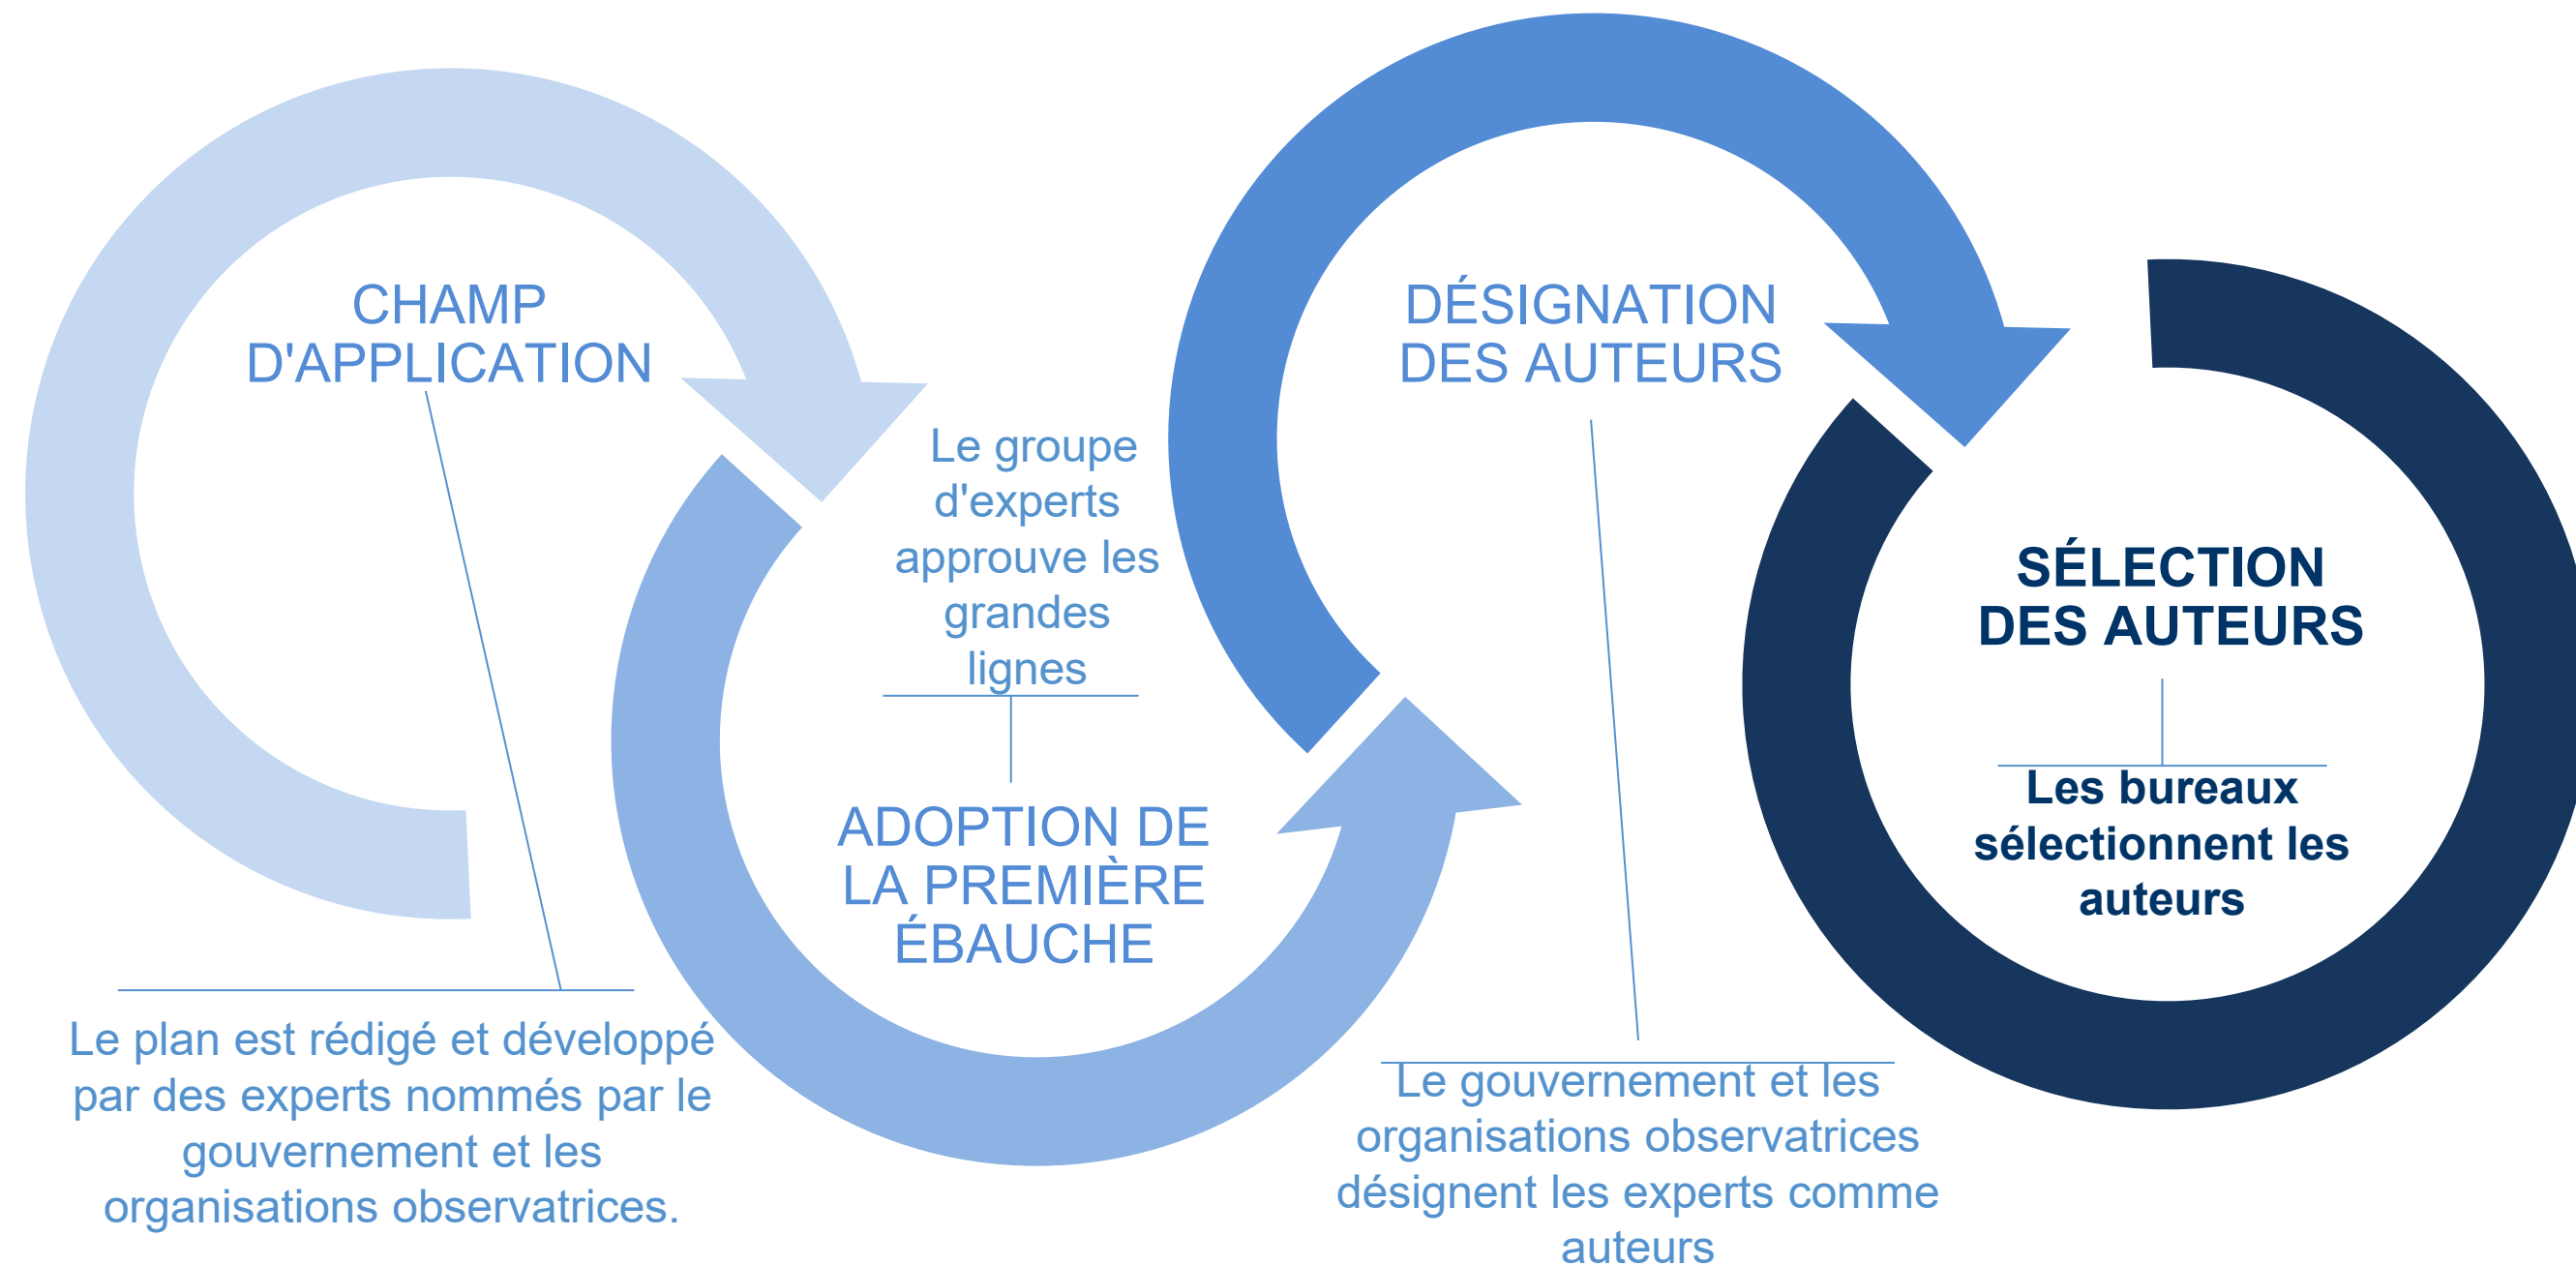 CHAMP
D'APPLICATION
Le plan est rédigé et développé
par des experts nommés par le
gouvernement et les
organisations observatrices.
Le groupe
d'experts
approuve les
grandes
lignes
ADOPTION DE
LA PREMIÈRE
ÉBAUCHE
DÉSIGNATION
DES AUTEURS
Le gouvernement et les
organisations observatrices
désignent les experts comme
auteurs
SÉLECTION
DES AUTEURS
Les bureaux
sélectionnent les
auteurs